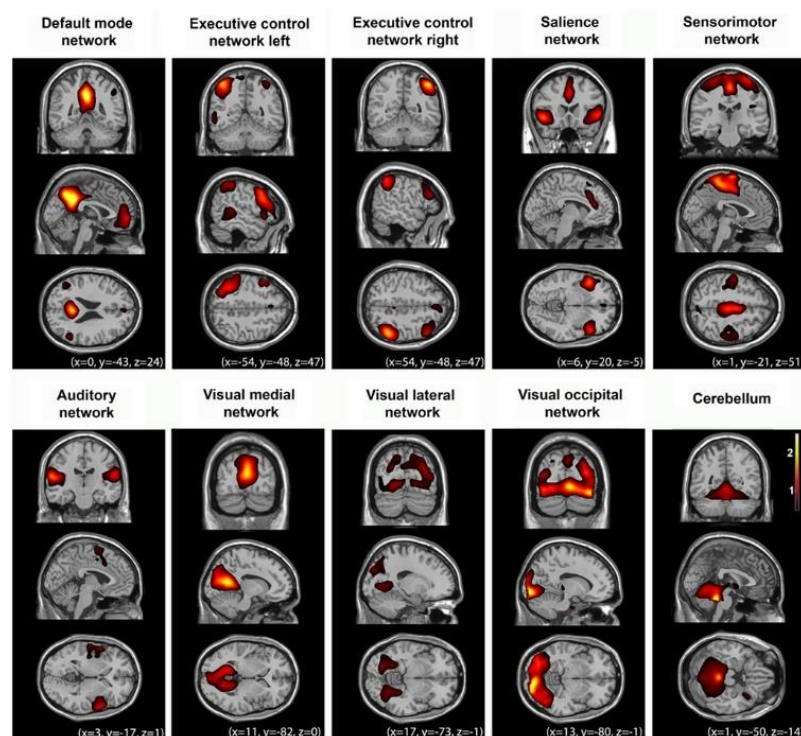 Default mode
network
Executive control
network left
Executive control
network right
Salience
network
Sensorimotor
network
(x=0, y=-43, z=24)
(x=-54, y=-48, z=47)
(x=54, y=-48, z=47)
(x=6, y=20, z=-5)
(x=1, y=-21, z=51)
Auditory
network
Visual medial
network
Visual lateral
network
Visual occipital
network
Cerebellum
2
1
(x=3, y=-17, z=1)
(x=11, y=-82, z=0)
(x=17, y=-73, z=-1)
(x=13, y=-80, z=-1)
(x=1, y=-50, z=-14)